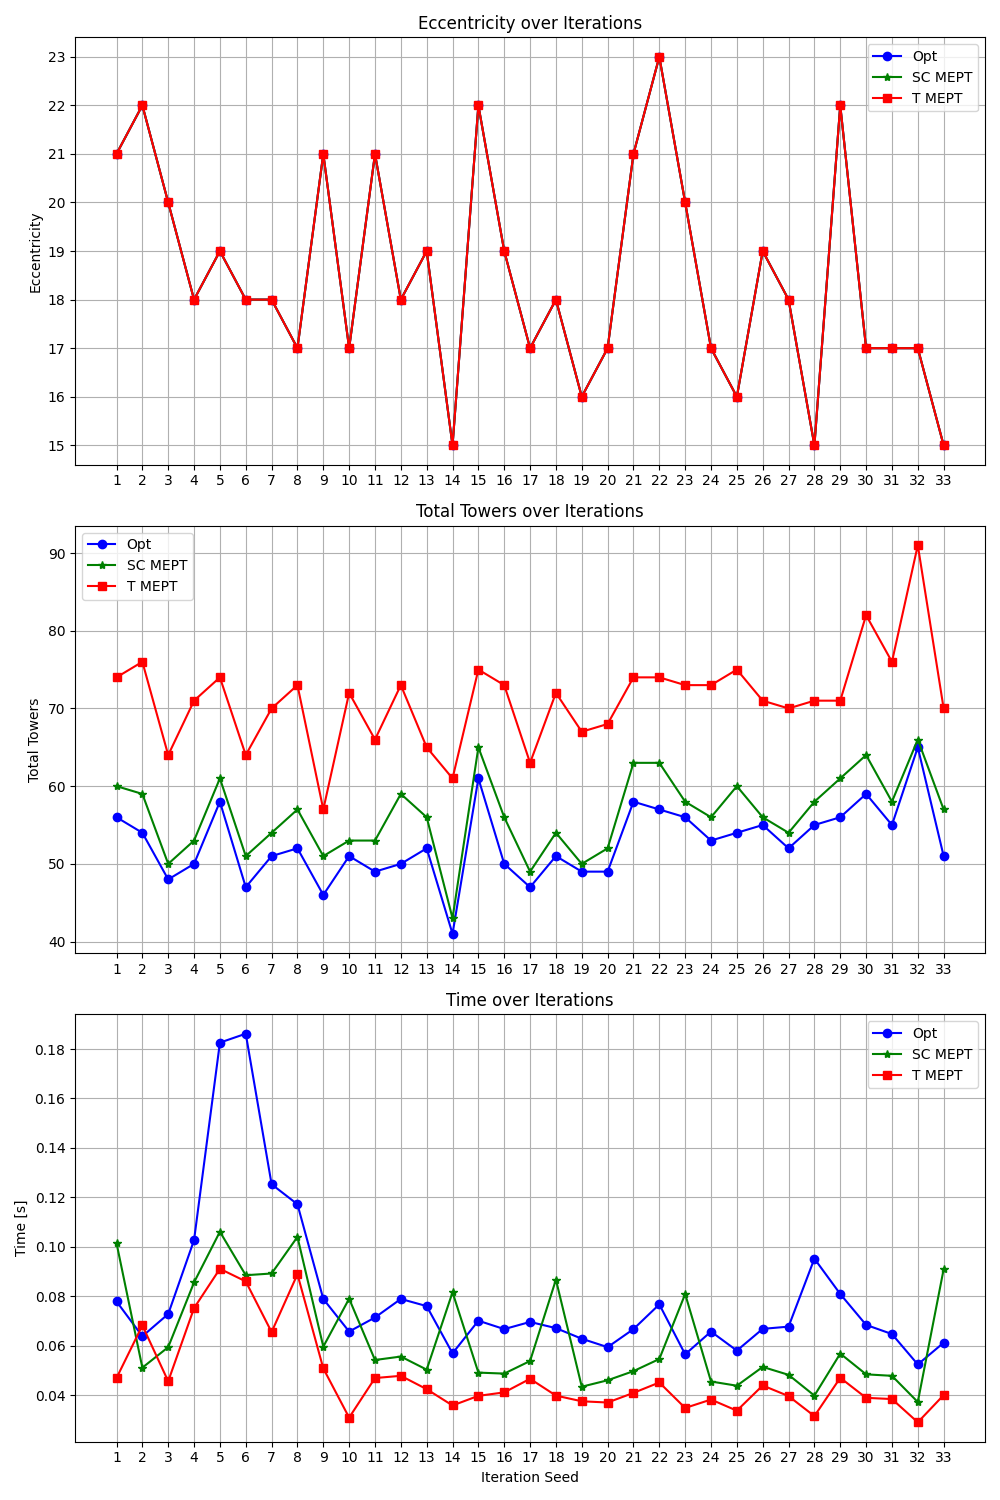 Eccentricity over Iterations
Eccentricity
23
22
21
20
19
18
17
16
15
Opt
SC MEPT
T MEPT
1 2 3 4 5 6 7 8 9 10 11 12 13 14 15 16 17 18 19 20 21 22 23 24 25 26 27 28 29 30 31 32 33
Total Towers over Iterations
Total Towers
90
80
70
60
50
40
Opt
SC MEPT
T MEPT
1 2 3 4 5 6 7 8 9 10 11 12 13 14 15 16 17 18 19 20 21 22 23 24 25 26 27 28 29 30 31 32 33
Time over Iterations
Time [s]
0.18
0.16
0.14
0.12
0.10
0.08
0.06
0.04
Opt
SC MEPT
T MEPT
1 2 3 4 5 6 7 8 9 10 11 12 13 14 15 16 17 18 19 20 21 22 23 24 25 26 27 28 29 30 31 32 33
Iteration Seed